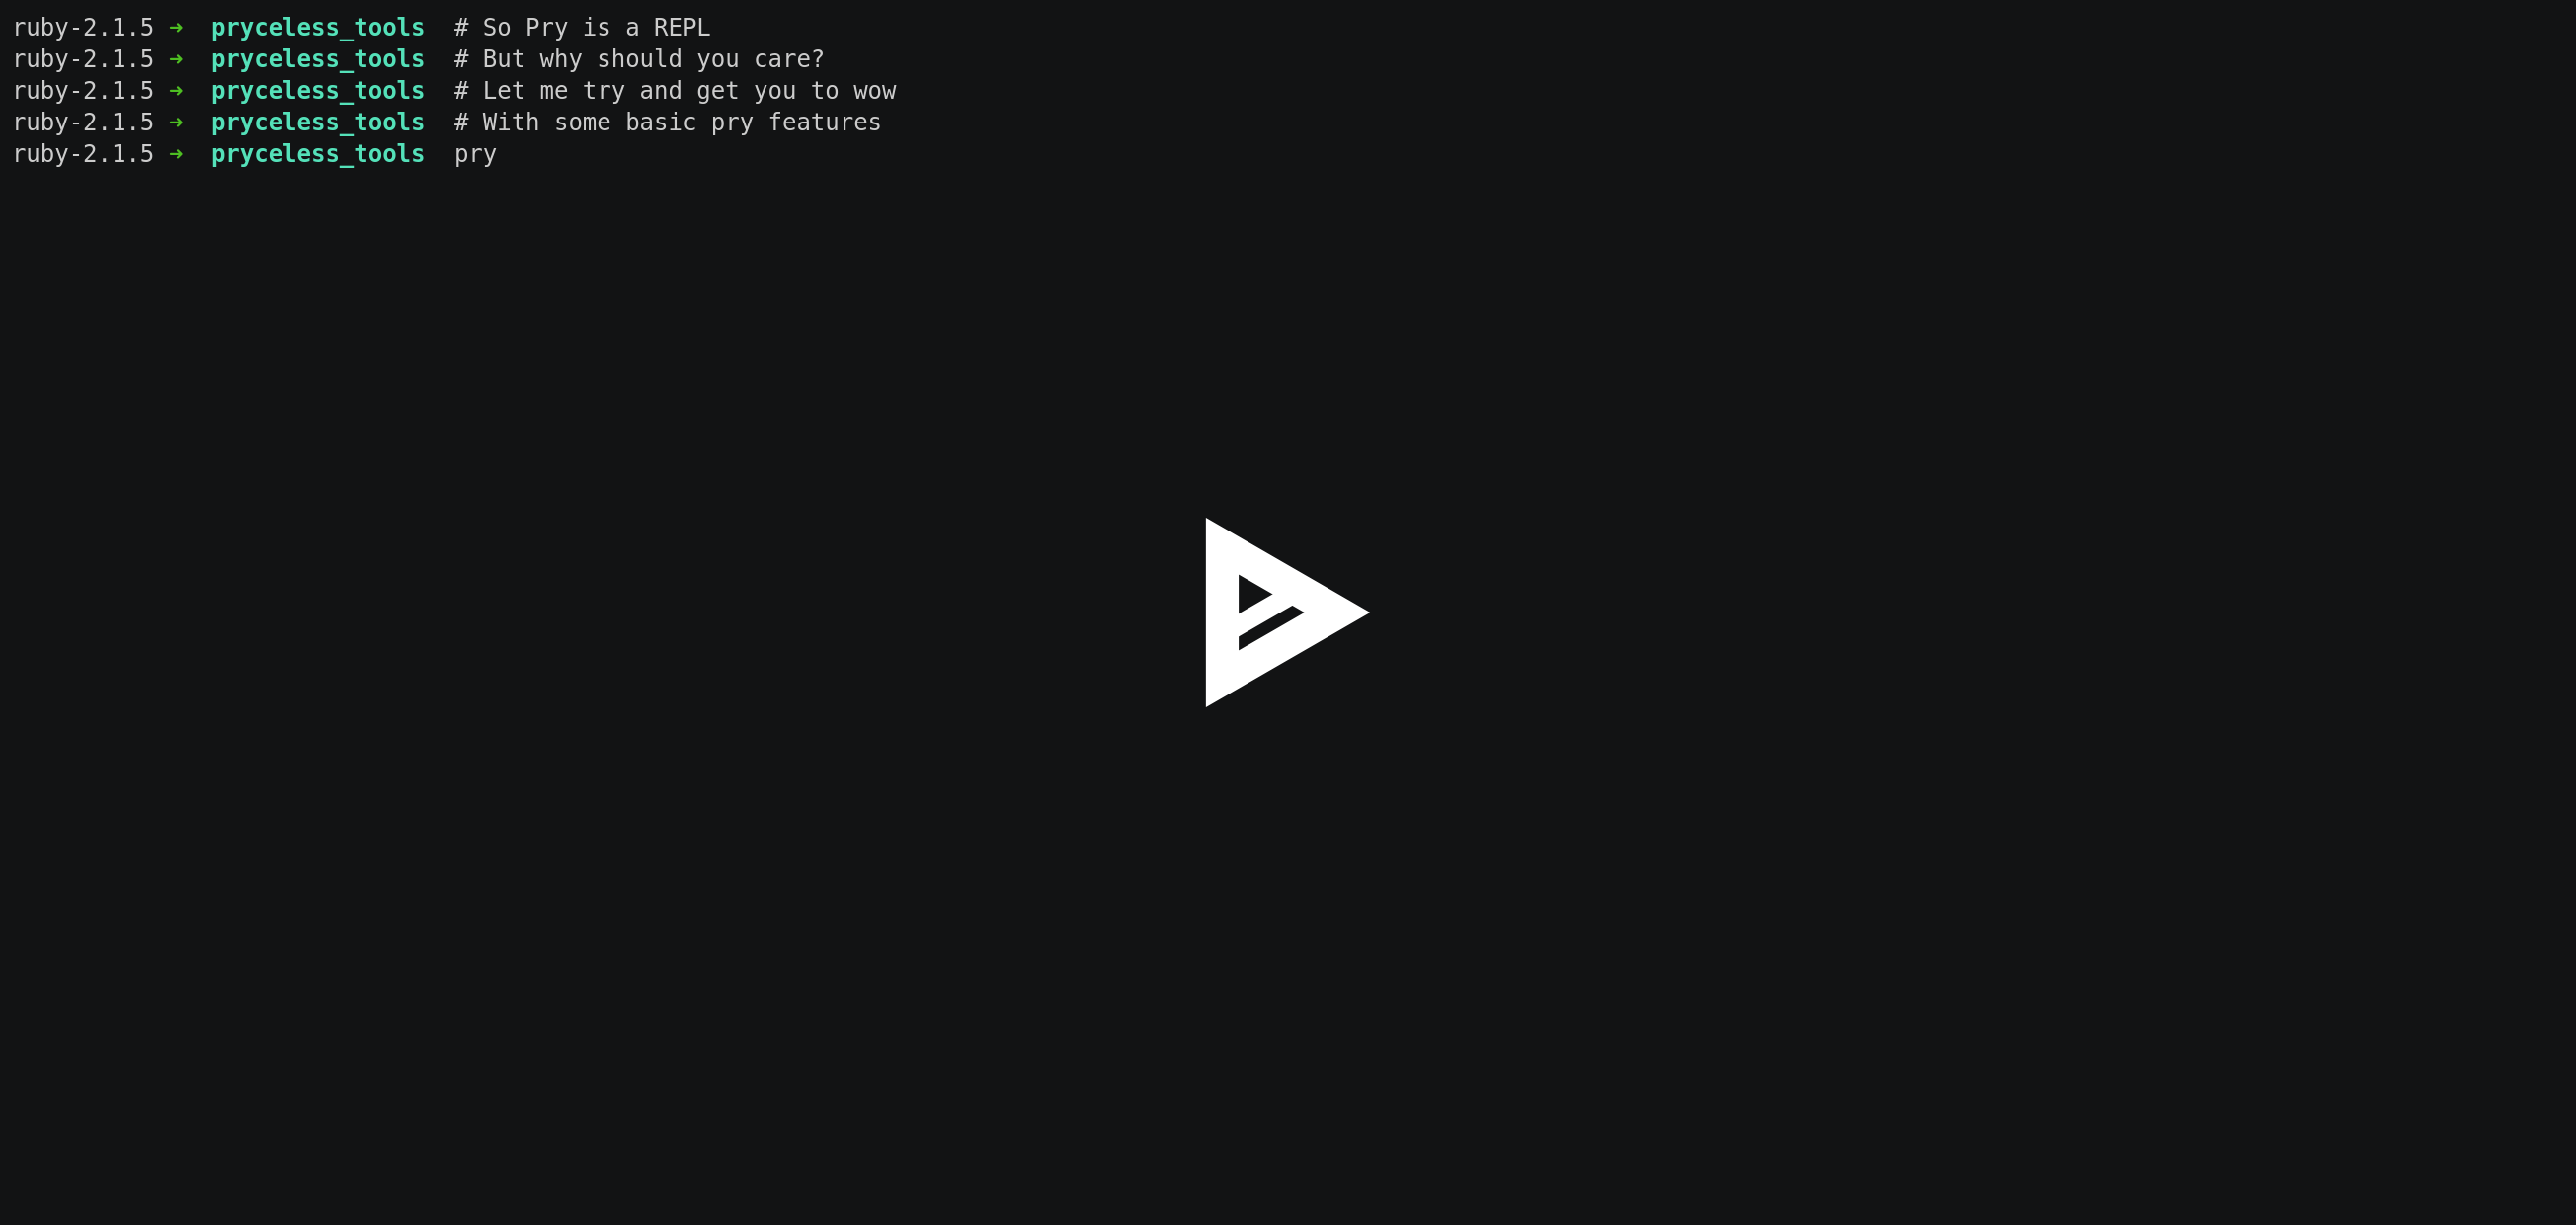 ruby-2.1.5 ➜  pryceless_tools  # So Pry is a REPL
ruby-2.1.5 ➜  pryceless_tools  # But why should you care?
ruby-2.1.5 ➜  pryceless_tools  # Let me try and get you to wow
ruby-2.1.5 ➜  pryceless_tools  # With some basic pry features
ruby-2.1.5 ➜  pryceless_tools  pry